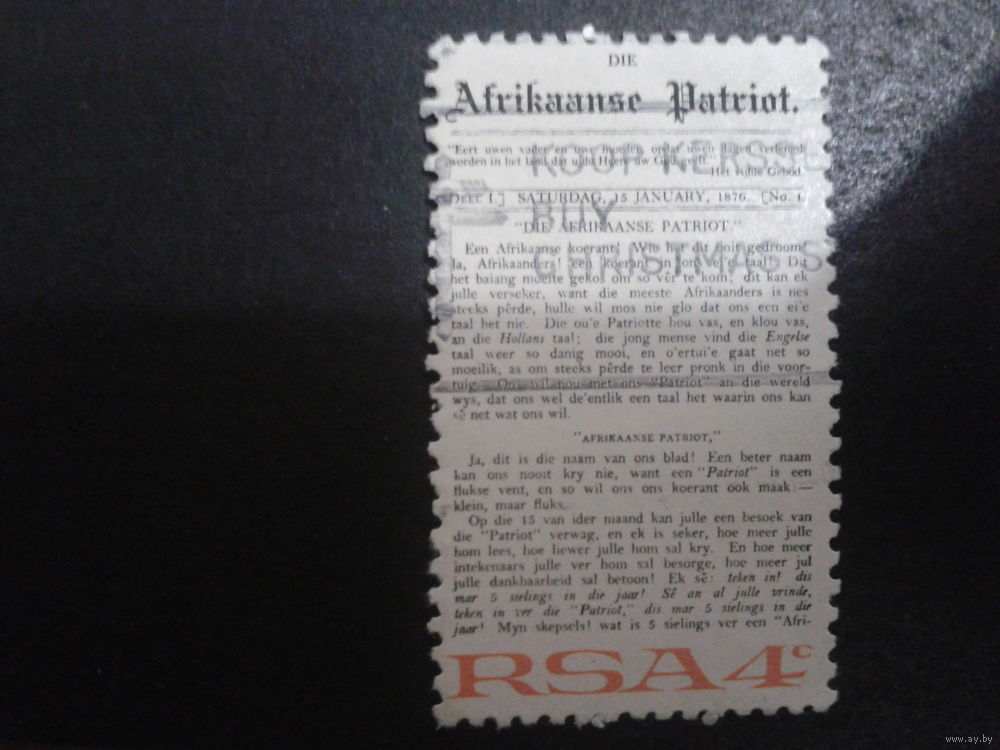 DIE
Afrikaanse Patriot.
"Eert uwen vader en uwe moeder, opdat uwen dagen verlengd
worden in het land dat u de Heere uw God geeft."
Het vijfde Gebod.
DEEL I.] SATURDAG, 15 JANUARY, 1876. [No. 1.
"DIE AFRIKAANSE PATRIOT."
Een Afrikaanse koerant! Wie het dit ooit gedroom!
Ja, Afrikaanders! een koerant in ons ei'e taal! Dit
het baiang moeite gekos om so vêr te kom; dit kan ek
julle verseker, want die meeste Afrikaanders is nes
steeks pêrde, hulle wil mos nie glo dat ons een ei'e
taal het nie. Die ou'e Patriotte hou vas, en klou vas,
an die Hollans taal; die jong mense vind die Engelse
taal weer so danig mooi, en o'ertui'e gaat net so
moeilik, as om steeks pêrde te leer pronk in die voor-
tuig. Ons wil nou met ons "Patriot" an die wereld
wys, dat ons wel de'entlik een taal het waarin ons kan
sê net wat ons wil.
"AFRIKAANSE PATRIOT,"
Ja, dit is die naam van ons blad! Een beter naam
kan ons nooit kry nie, want een "Patriot" is een
flukse vent, en so wil ons ons koerant ook maak:—
klein, maar fluks.
Op die 15 van ider maand kan julle een besoek van
die "Patriot" verwag, en ek is seker, hoe meer julle
hom lees, hoe liewer julle hom sal kry. En hoe meer
intekenaars julle ver hom sal besorge, hoe meer jul
julle dankbaarheid sal betoon! Ek sê: teken in! dis
mar 5 sielings in die jaar! Sê an al julle vrinde,
teken in ver die "Patriot," dis mar 5 sielings in die
jaar! Myn skepsels! wat is 5 sielings ver een "Afri-
RSA 4c
KOOP KERSSE
BUY
CHRISTMAS S
www.ay.by